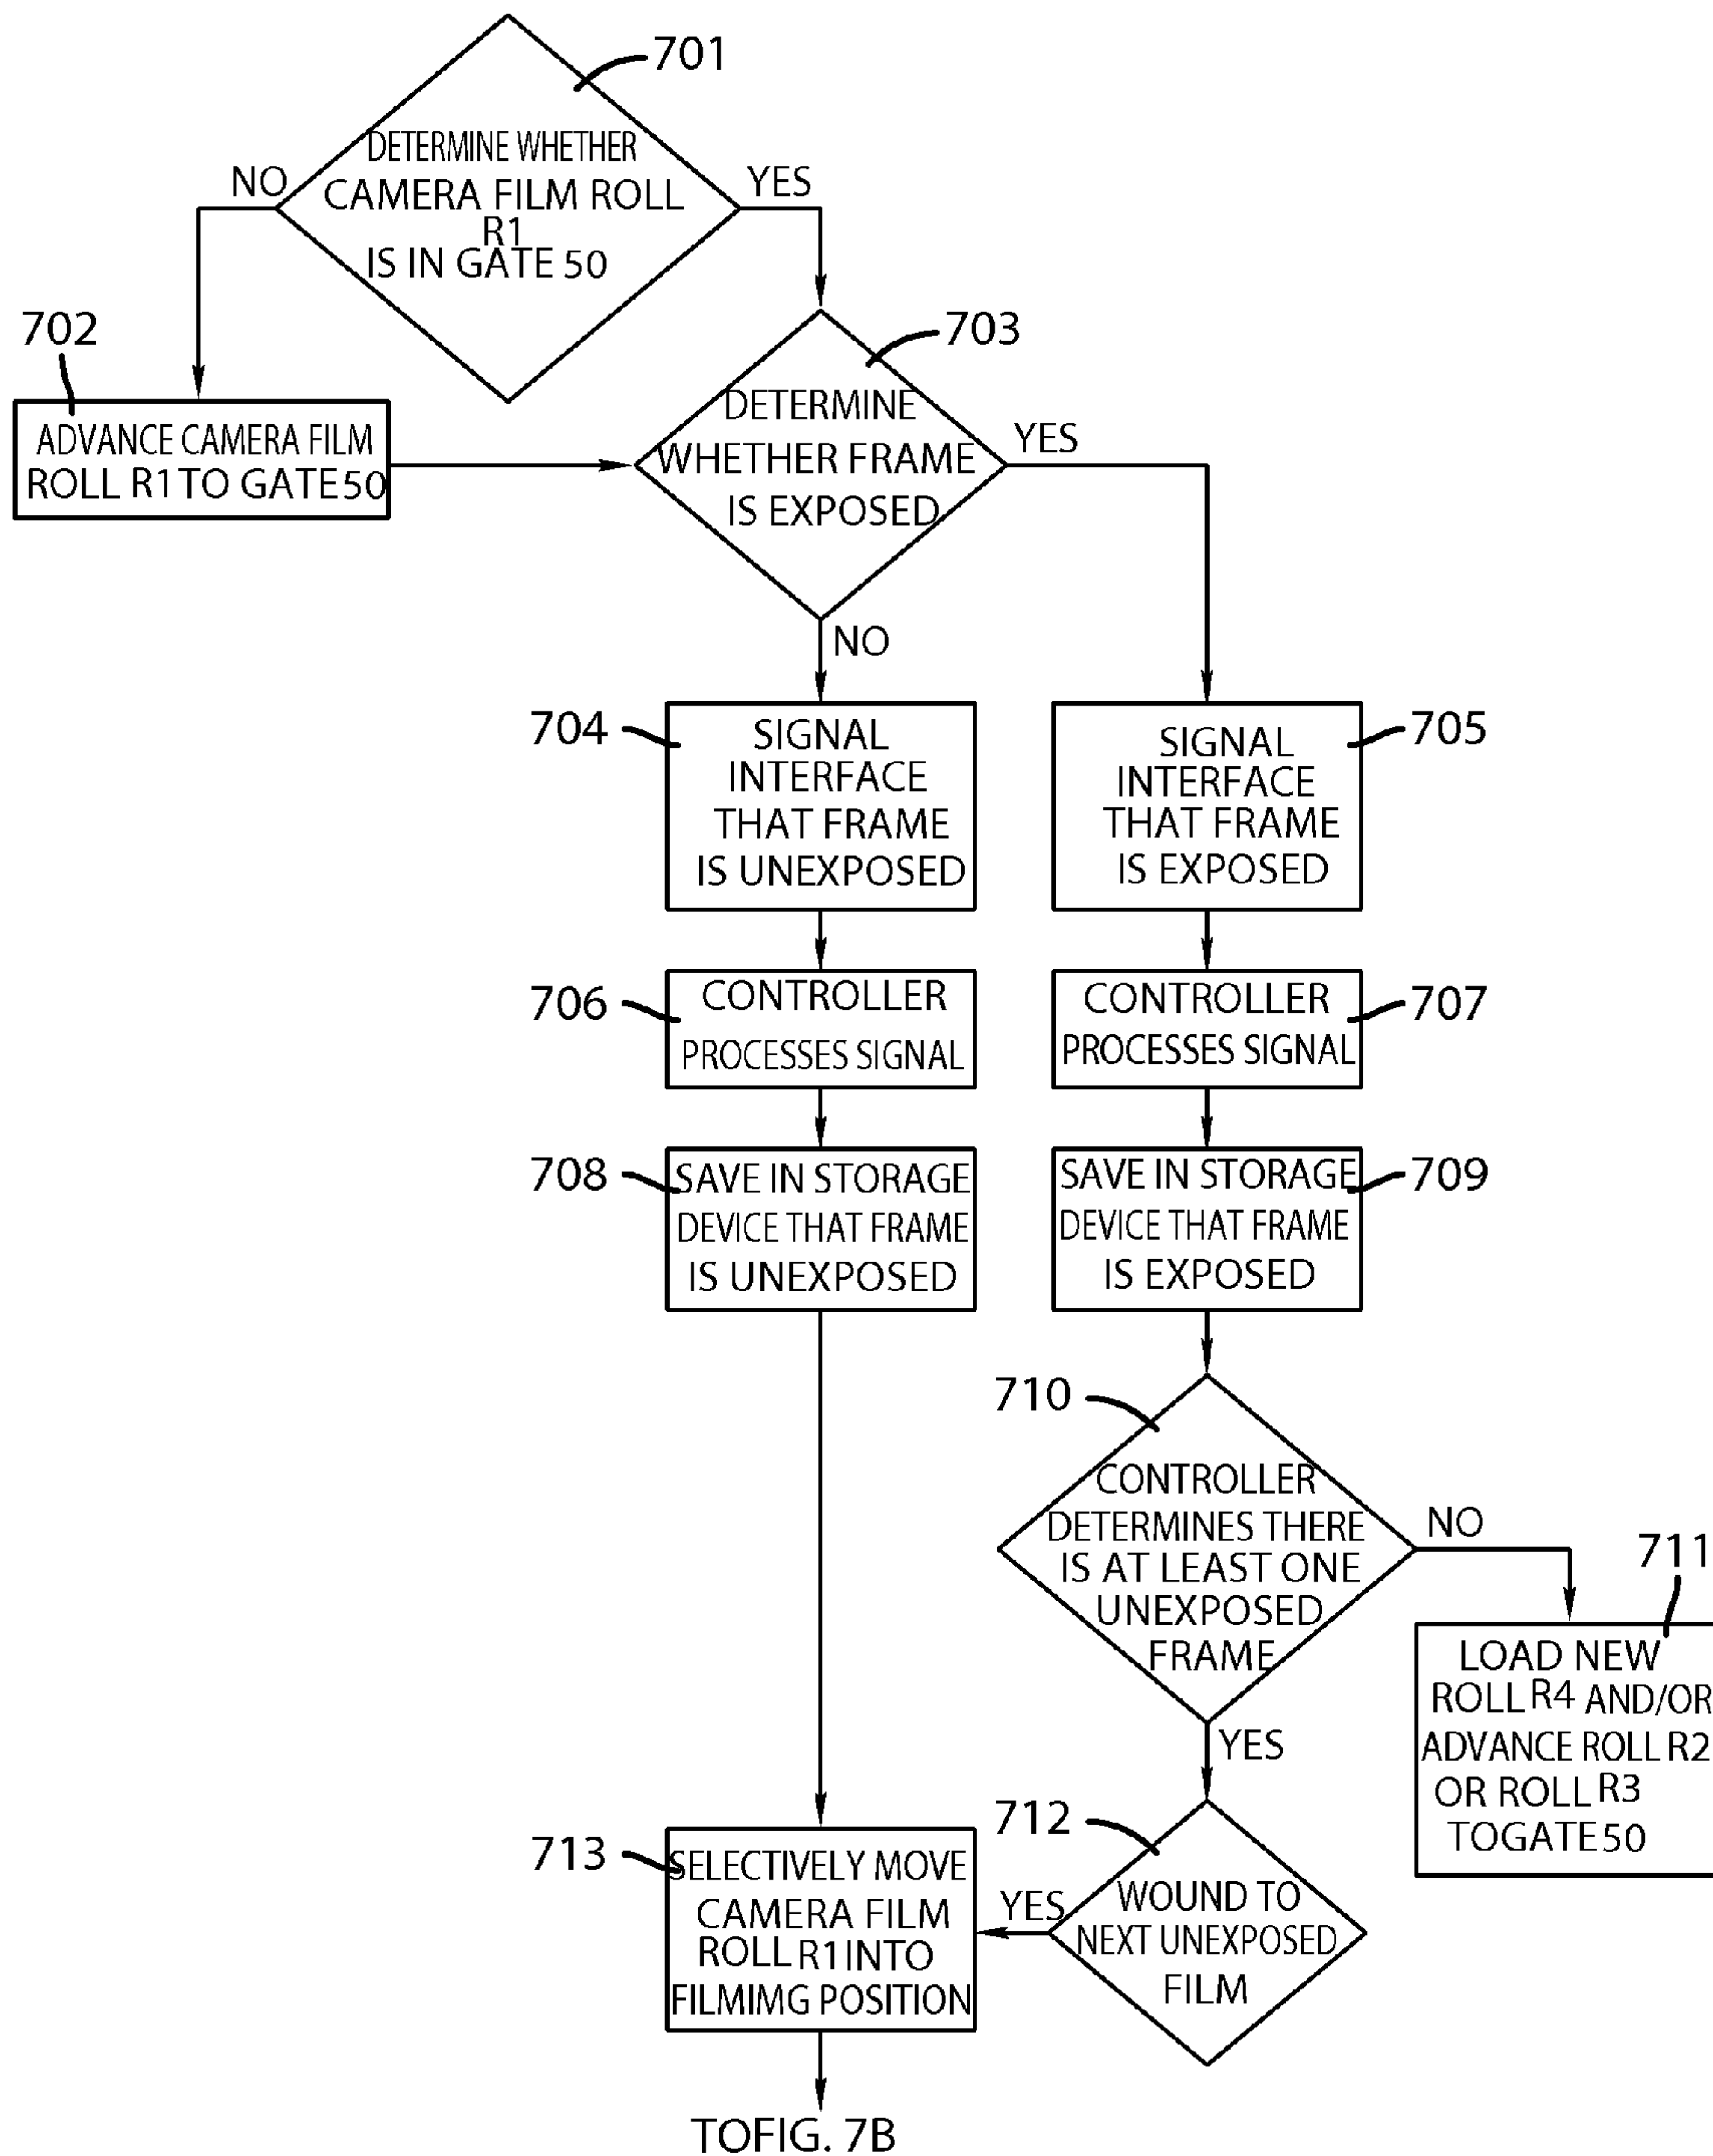 701
DETERMINE WHETHER
CAMERA FILM ROLL
R1
IS IN GATE 50
NO
YES
702
ADVANCE CAMERA FILM
ROLL R1 TO GATE 50
703
DETERMINE
WHETHER FRAME
IS EXPOSED
YES
NO
704
SIGNAL
INTERFACE
THAT FRAME
IS UNEXPOSED
705
SIGNAL
INTERFACE
THAT FRAME
IS EXPOSED
706
CONTROLLER
PROCESSES SIGNAL
707
CONTROLLER
PROCESSES SIGNAL
708
SAVE IN STORAGE
DEVICE THAT FRAME
IS UNEXPOSED
709
SAVE IN STORAGE
DEVICE THAT FRAME
IS EXPOSED
710
CONTROLLER
DETERMINES THERE
IS AT LEAST ONE
UNEXPOSED
FRAME
NO
YES
711
LOAD NEW
ROLL R4 AND/OR
ADVANCE ROLL R2
OR ROLL R3
TOGATE 50
712
WOUND TO
NEXT UNEXPOSED
FILM
YES
713
SELECTIVELY MOVE
CAMERA FILM
ROLL R1 INTO
FILMIMG POSITION
TOFIG. 7B